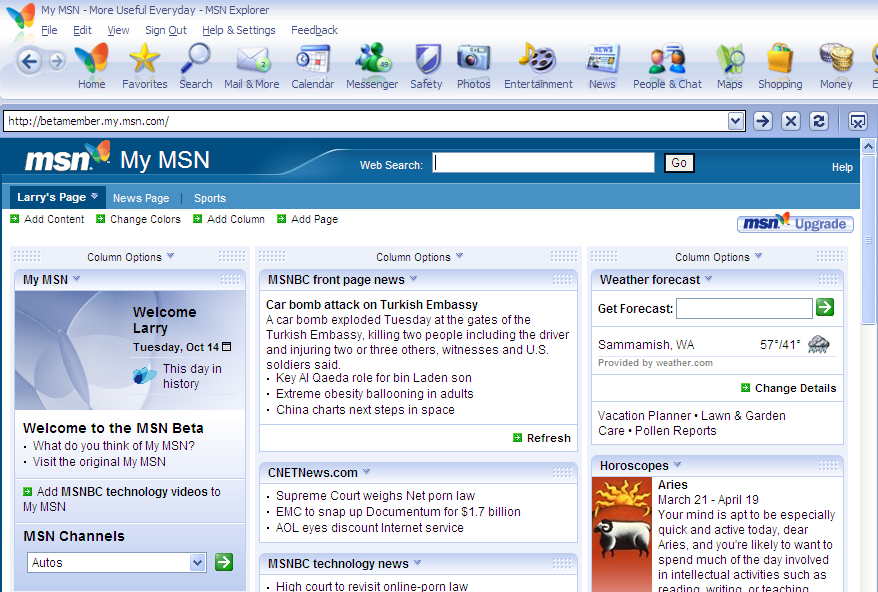 My MSN - More Useful Everyday - MSN Explorer
File Edit View Sign Out Help & Settings Feedback
2 49 NEWS
Home Favorites Search Mail & More Calendar Messenger Safety Photos Entertainment News People & Chat Maps Shopping Money
http://betamember.my.msn.com/
msn My MSN Web Search: Go Help
Larry's Page News Page | Sports
Add Content Change Colors Add Column Add Page
msn Upgrade
Column Options
My MSN
Welcome
Larry
Tuesday, Oct 14
This day in
history
Welcome to the MSN Beta
• What do you think of My MSN?
• Visit the original My MSN
Add MSNBC technology videos to
My MSN
MSN Channels
Autos
Column Options
MSNBC front page news
Car bomb attack on Turkish Embassy
A car bomb exploded Tuesday at the gates of the
Turkish Embassy, killing two people including the driver
and injuring two or three others, witnesses and U.S.
soldiers said.
• Key Al Qaeda role for bin Laden son
• Extreme obesity ballooning in adults
• China charts next steps in space
Refresh
CNETNews.com
• Supreme Court weighs Net porn law
• EMC to snap up Documentum for $1.7 billion
• AOL eyes discount Internet service
MSNBC technology news
• High court to revisit online-porn law
Column Options
Weather forecast
Get Forecast:
Sammamish, WA 57°/41°
Provided by weather.com
Change Details
Vacation Planner • Lawn & Garden
Care • Pollen Reports
Horoscopes
Aries
March 21 - April 19
Your mind is apt to be especially
quick and active today, dear
Aries, and you're likely to want to
spend much of the day involved
in intellectual activities such as
reading, writing, or teaching